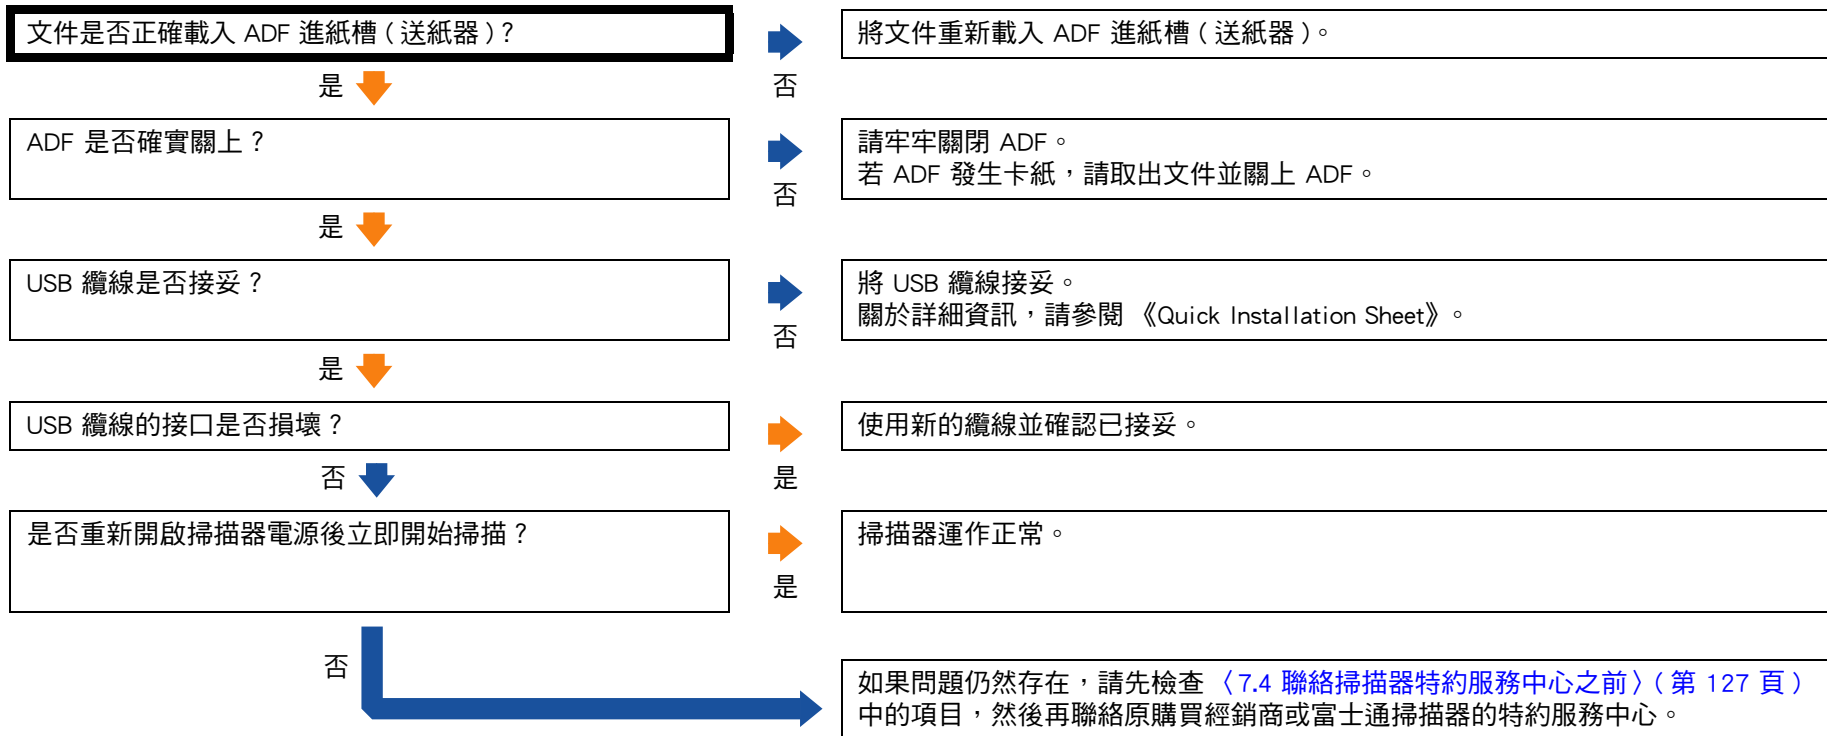 文件是否正確載入 ADF 進紙槽 ( 送紙器 )?
將文件重新載入 ADF 進紙槽 ( 送紙器 )。
是
否
ADF 是否確實關上？
請牢牢關閉 ADF。
若 ADF 發生卡紙，請取出文件並關上 ADF。
否
是
USB 纜線是否接妥？
將 USB 纜線接妥。
關於詳細資訊，請參閱 《Quick Installation Sheet》。
否
是
USB 纜線的接口是否損壞？
使用新的纜線並確認已接妥。
否
是
是否重新開啟掃描器電源後立即開始掃描？
掃描器運作正常。
是
否
如果問題仍然存在，請先檢查 〈7.4 聯絡掃描器特約服務中心之前〉( 第 127 頁 )
中的項目，然後再聯絡原購買經銷商或富士通掃描器的特約服務中心。